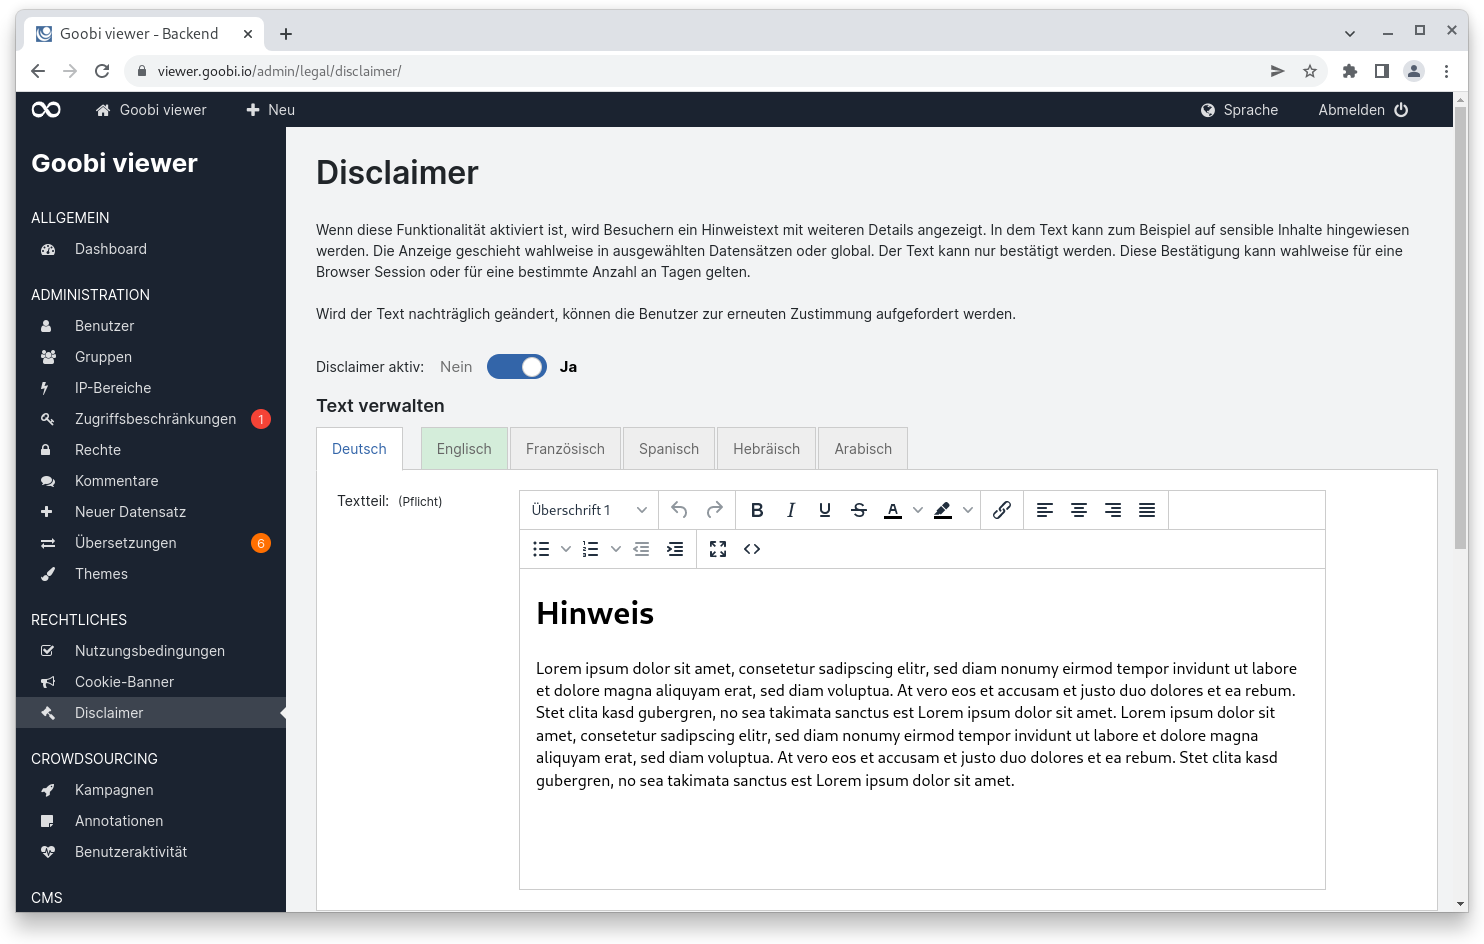 Goobi viewer - Backend
viewer.goobi.io/admin/legal/disclaimer/
Goobi viewer
Neu
Sprache
Abmelden
Goobi viewer
ALLGEMEIN
Dashboard
ADMINISTRATION
Benutzer
Gruppen
IP-Bereiche
Zugriffsbeschränkungen 1
Rechte
Kommentare
Neuer Datensatz
Übersetzungen 6
Themes
RECHTLICHES
Nutzungsbedingungen
Cookie-Banner
Disclaimer
CROWDSOURCING
Kampagnen
Annotationen
Benutzeraktivität
CMS
Disclaimer
Wenn diese Funktionalität aktiviert ist, wird Besuchern ein Hinweistext mit weiteren Details angezeigt. In dem Text kann zum Beispiel auf sensible Inhalte hingewiesen
werden. Die Anzeige geschieht wahlweise in ausgewählten Datensätzen oder global. Der Text kann nur bestätigt werden. Diese Bestätigung kann wahlweise für eine
Browser Session oder für eine bestimmte Anzahl an Tagen gelten.
Wird der Text nachträglich geändert, können die Benutzer zur erneuten Zustimmung aufgefordert werden.
Disclaimer aktiv: Nein Ja
Text verwalten
Deutsch Englisch Französisch Spanisch Hebräisch Arabisch
Textteil: (Pflicht)
Überschrift 1
Hinweis
Lorem ipsum dolor sit amet, consetetur sadipscing elitr, sed diam nonumy eirmod tempor invidunt ut labore
et dolore magna aliquyam erat, sed diam voluptua. At vero eos et accusam et justo duo dolores et ea rebum.
Stet clita kasd gubergren, no sea takimata sanctus est Lorem ipsum dolor sit amet. Lorem ipsum dolor sit
amet, consetetur sadipscing elitr, sed diam nonumy eirmod tempor invidunt ut labore et dolore magna
aliquyam erat, sed diam voluptua. At vero eos et accusam et justo duo dolores et ea rebum. Stet clita kasd
gubergren, no sea takimata sanctus est Lorem ipsum dolor sit amet.